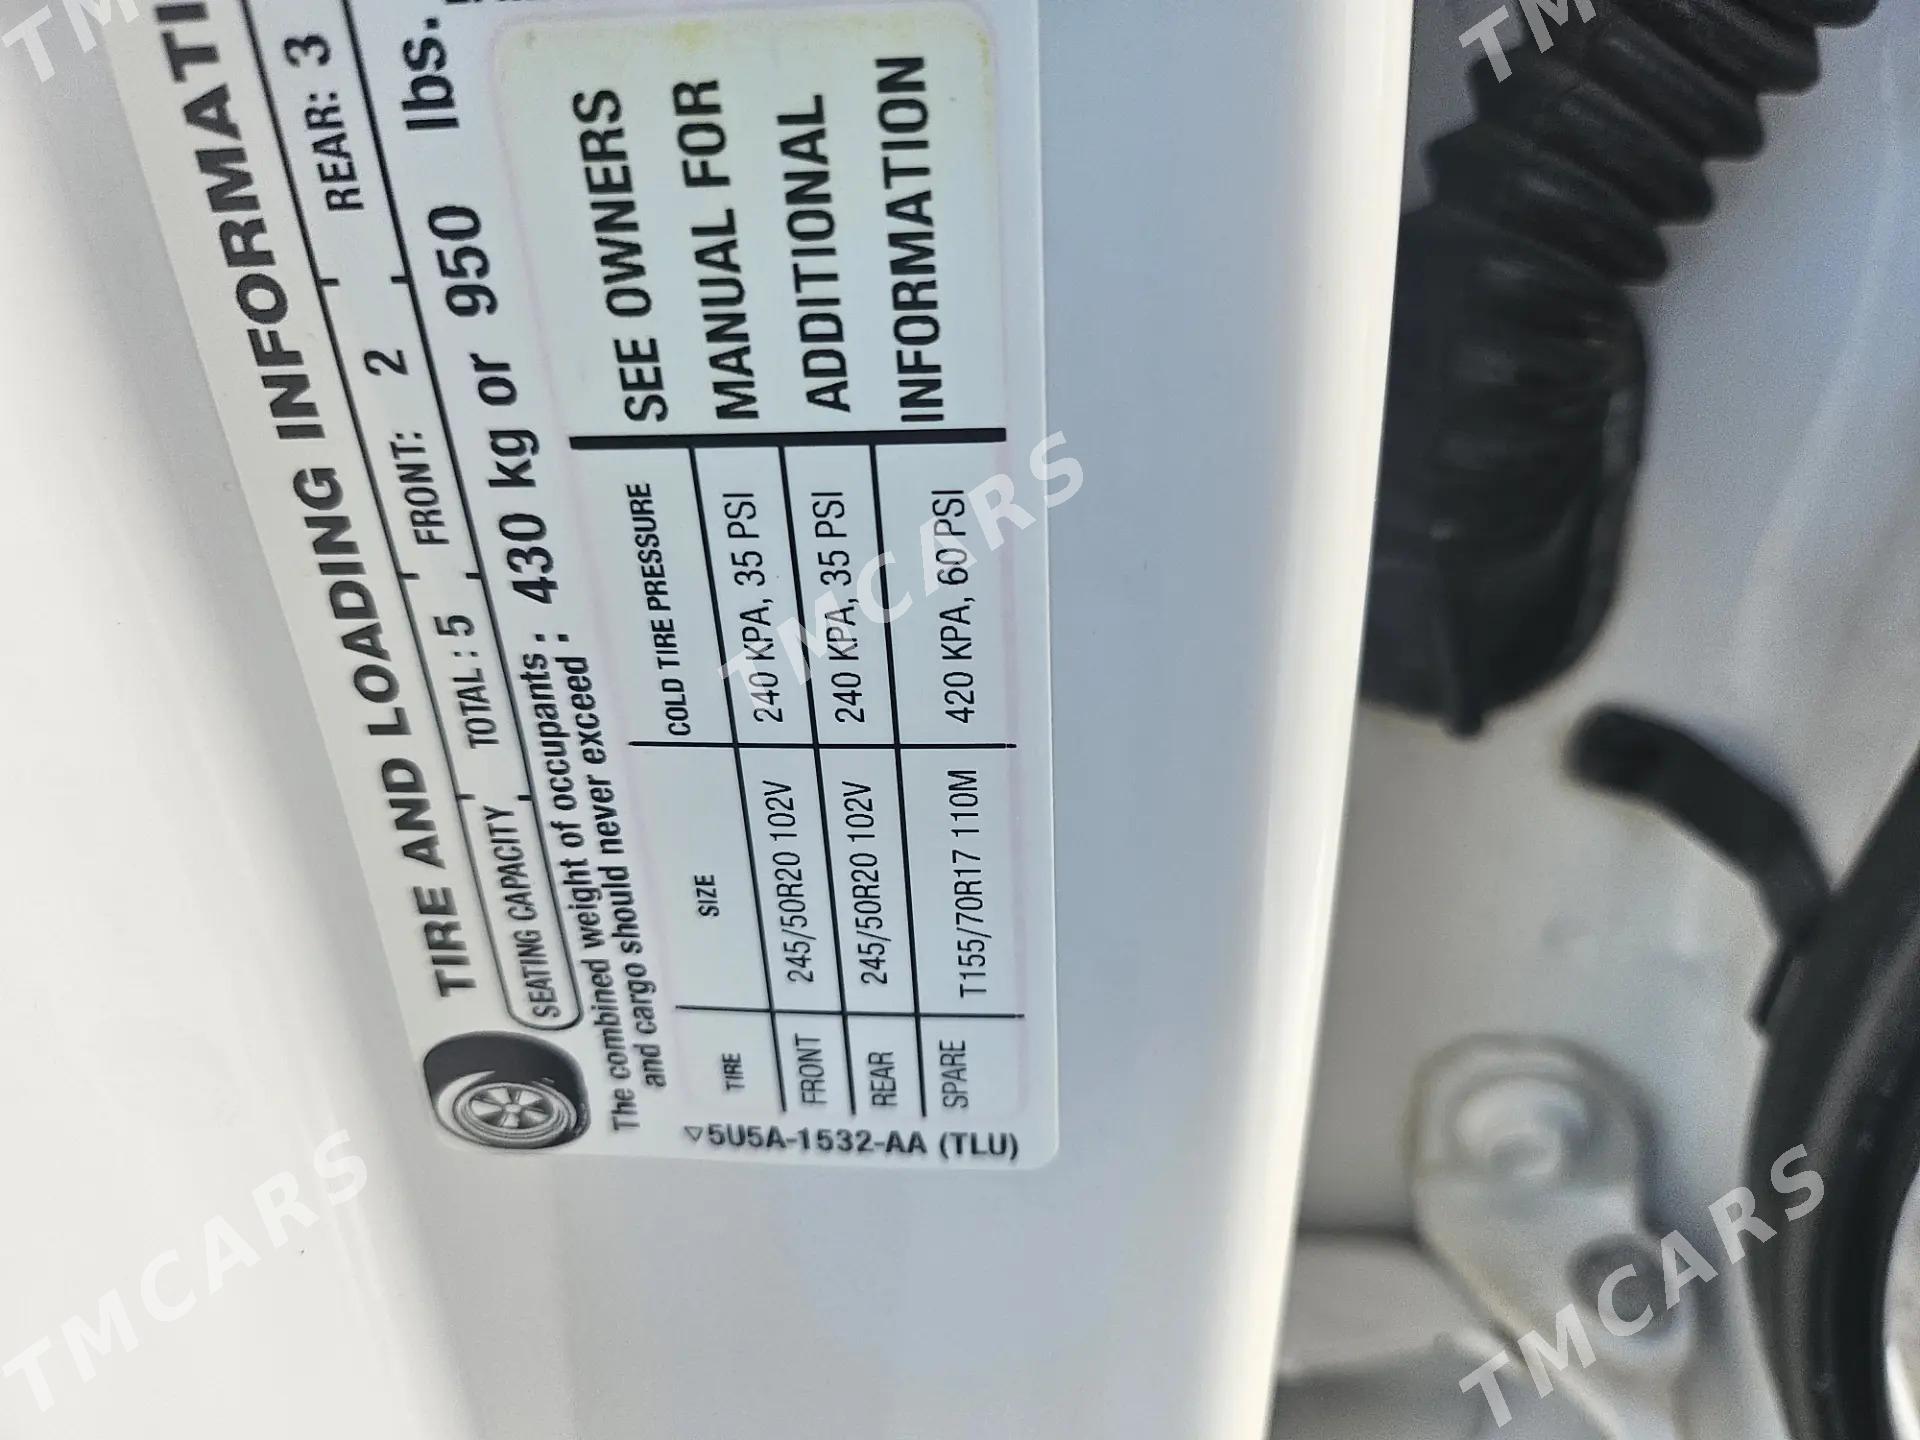 TIRE AND LOADING INFORMATI
SEATING CAPACITY TOTAL : 5 FRONT: 2 REAR: 3
The combined weight of occupants : 430 kg or 950 lbs.
and cargo should never exceed :
TIRE SIZE COLD TIRE PRESSURE
FRONT 245/50R20 102V 240 KPA, 35 PSI
REAR 245/50R20 102V 240 KPA, 35 PSI
SPARE T155/70R17 110M 420 KPA, 60 PSI
SEE OWNERS
MANUAL FOR
ADDITIONAL
INFORMATION
▽5U5A-1532-AA (TLU)
TMCARS
TMCARS
TMCARS
TM
TM